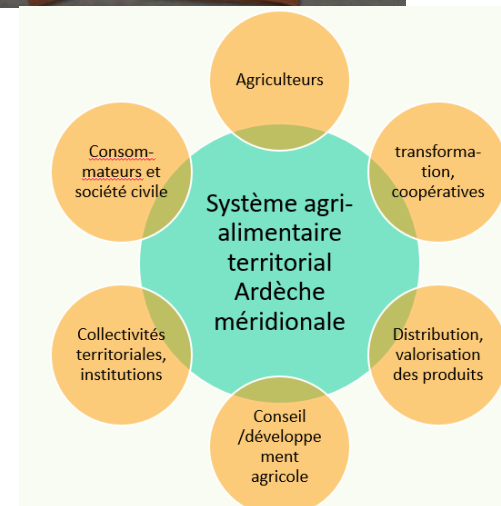 Agriculteurs
Consom-
mateurs et
société civile
transforma-
tion,
coopératives
Système agri-
alimentaire
territorial
Ardèche
méridionale
Collectivités
territoriales,
institutions
Distribution,
valorisation
des produits
Conseil
/développe
ment
agricole